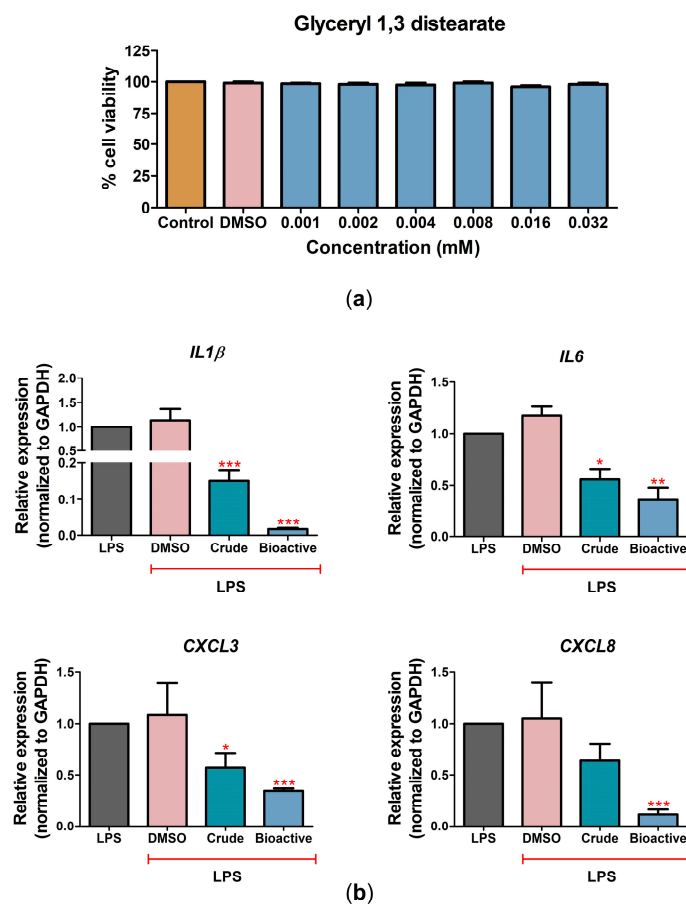 Glyceryl 1,3 distearate
% cell viability
125
100
75
50
25
0
Control DMSO 0.001 0.002 0.004 0.008 0.016 0.032
Concentration (mM)
(a)
IL1β
Relative expression
(normalized to GAPDH)
2.0
1.5
1.0
0.5
0.2
0.1
0.0
***
***
LPS DMSO Crude Bioactive
LPS
IL6
Relative expression
(normalized to GAPDH)
1.5
1.0
0.5
0.0
*
**
LPS DMSO Crude Bioactive
LPS
CXCL3
Relative expression
(normalized to GAPDH)
1.5
1.0
0.5
0.0
*
***
LPS DMSO Crude Bioactive
LPS
CXCL8
Relative expression
(normalized to GAPDH)
1.5
1.0
0.5
0.0
***
LPS DMSO Crude Bioactive
LPS
(b)